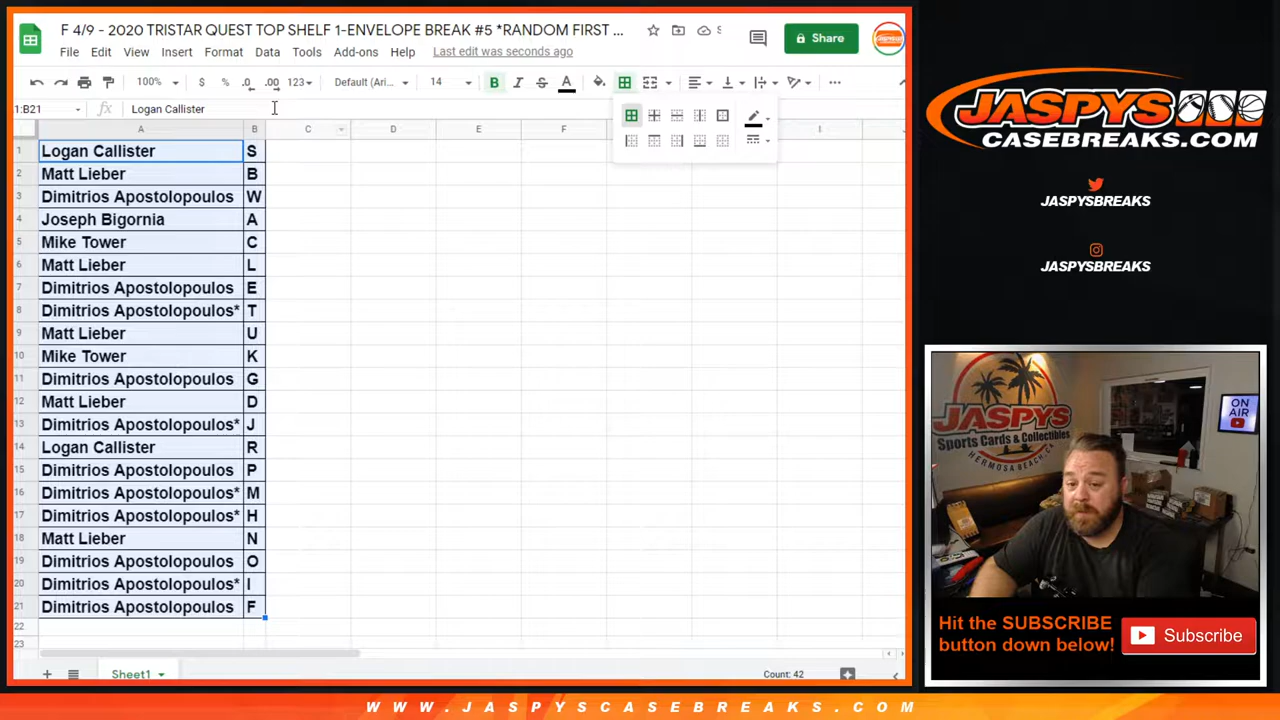 F 4/9 - 2020 TRISTAR QUEST TOP SHELF 1-ENVELOPE BREAK #5 *RANDOM FIRST ...
File Edit View Insert Format Data Tools Add-ons Help Last edit was seconds ago
Share
100% $ % .0 .00 123 Default (Ari... 14 B I S A
1:B21 fx Logan Callister
A B C D E F I
1 Logan Callister S
2 Matt Lieber B
3 Dimitrios Apostolopoulos W
4 Joseph Bigornia A
5 Mike Tower C
6 Matt Lieber L
7 Dimitrios Apostolopoulos E
8 Dimitrios Apostolopoulos* T
9 Matt Lieber U
10 Mike Tower K
11 Dimitrios Apostolopoulos G
12 Matt Lieber D
13 Dimitrios Apostolopoulos* J
14 Logan Callister R
15 Dimitrios Apostolopoulos P
16 Dimitrios Apostolopoulos* M
17 Dimitrios Apostolopoulos* H
18 Matt Lieber N
19 Dimitrios Apostolopoulos O
20 Dimitrios Apostolopoulos* I
21 Dimitrios Apostolopoulos F
22
23
Sheet1
Count: 42
JASPYS
CASEBREAKS.COM
JASPYSBREAKS
JASPYSBREAKS
JASPYS
Sports Cards & Collectibles
HERMOSA BEACH, CA
ON AIR
Hit the SUBSCRIBE
button down below!
Subscribe
WWW.JASPYSCASEBREAKS.COM